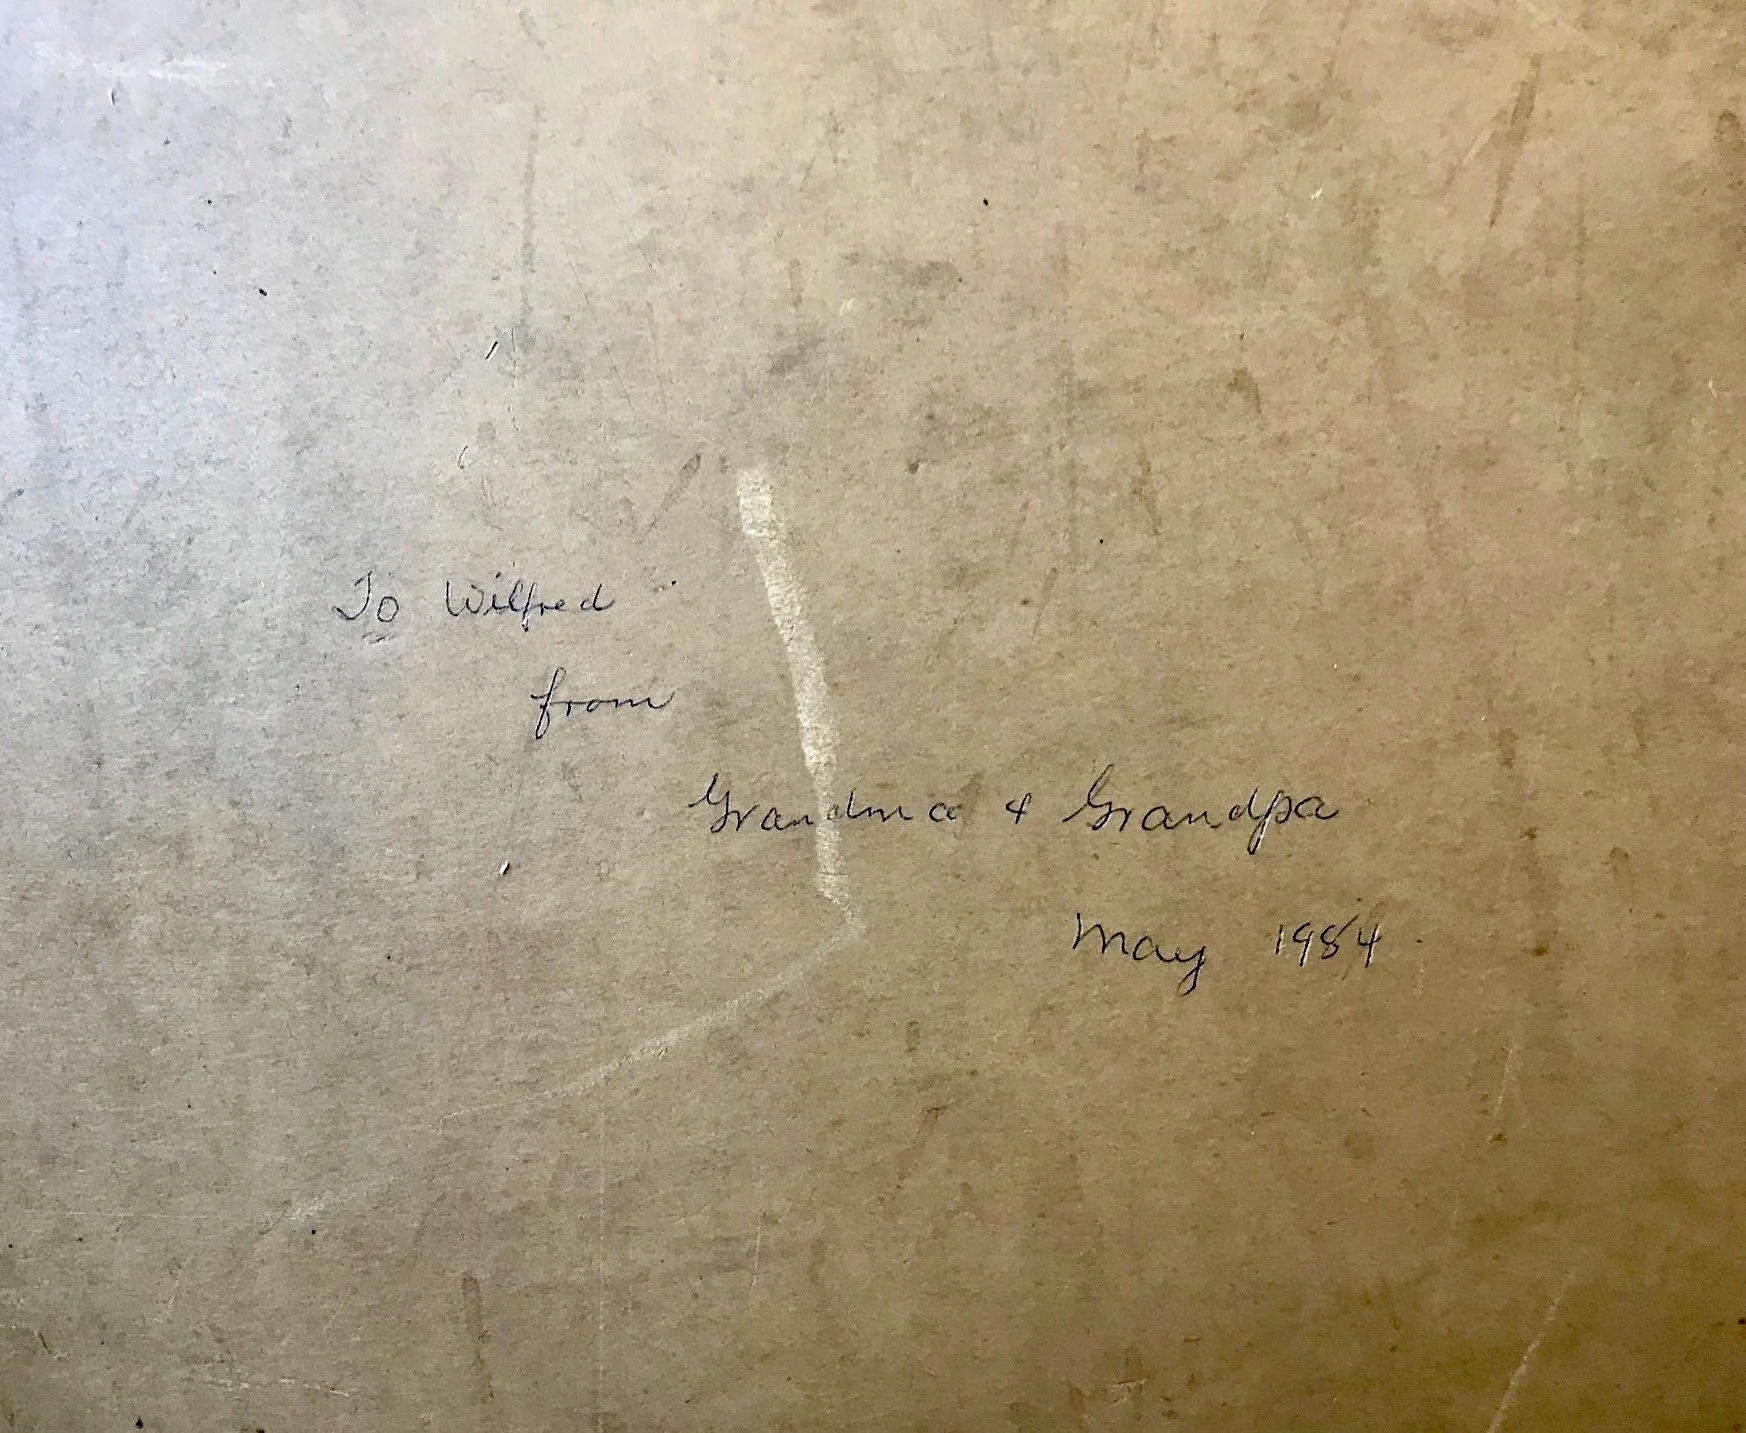 To Wilfred
from
Grandma & Grandpa
May 1984